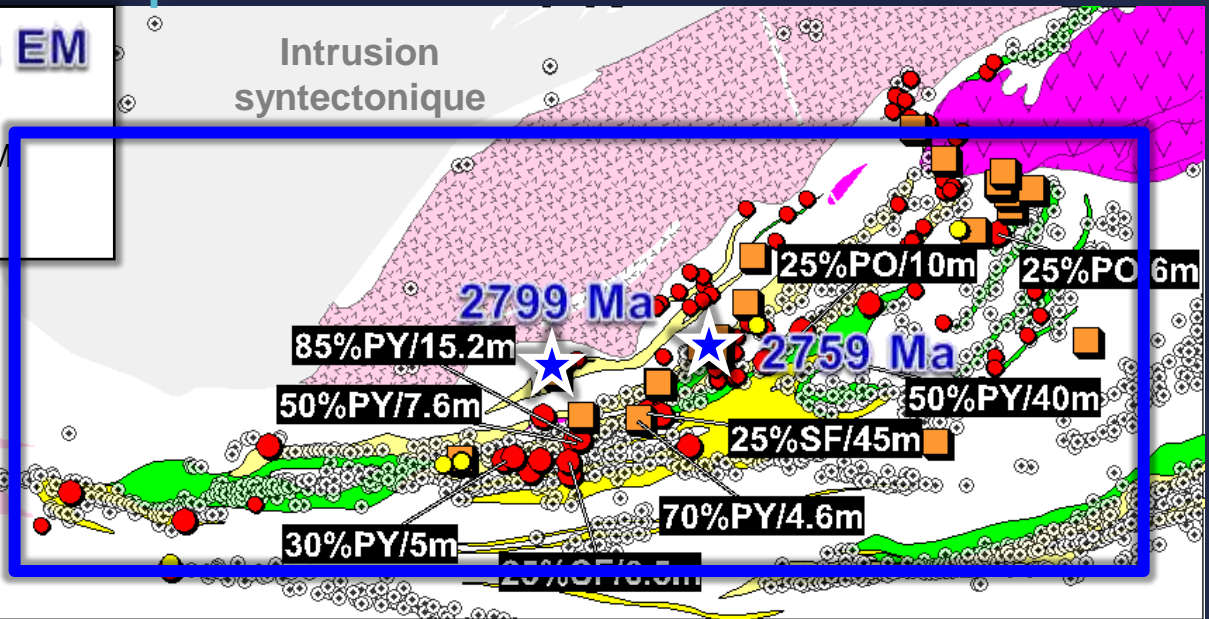 EM
Intrusion
syntectonique
M
25%PO/10m
25%PO/6m
2799 Ma
85%PY/15.2m
2759 Ma
50%PY/7.6m
50%PY/40m
25%SF/45m
70%PY/4.6m
30%PY/5m